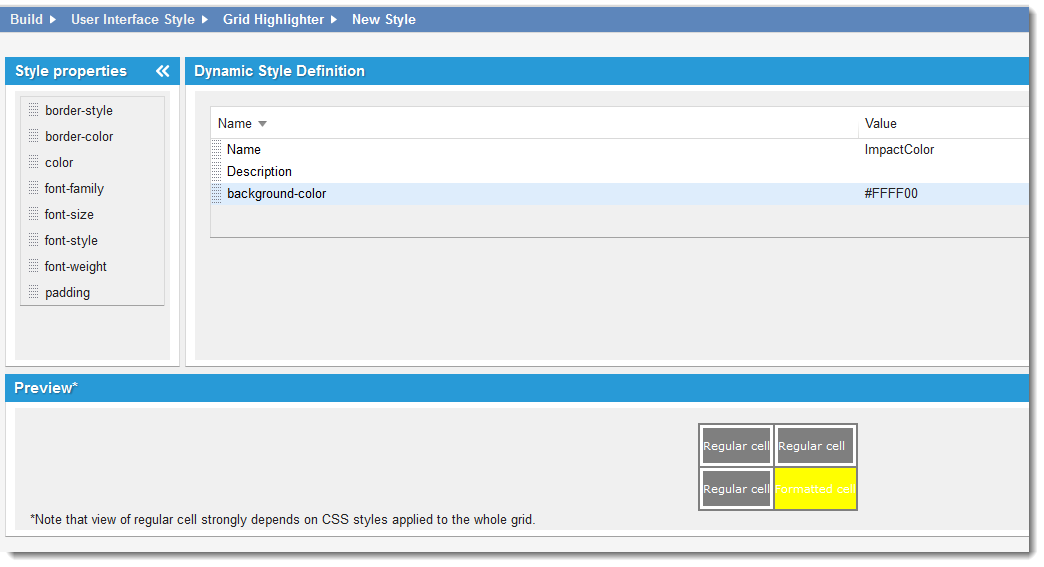 Build User Interface Style Grid Highlighter New Style
Style properties
Dynamic Style Definition
border-style
border-color
color
font-family
font-size
font-style
font-weight
padding
Name Value
Name ImpactColor
Description
background-color #FFFF00
Preview*
Regular cell Regular cell
Regular cell Formatted cell
*Note that view of regular cell strongly depends on CSS styles applied to the whole grid.